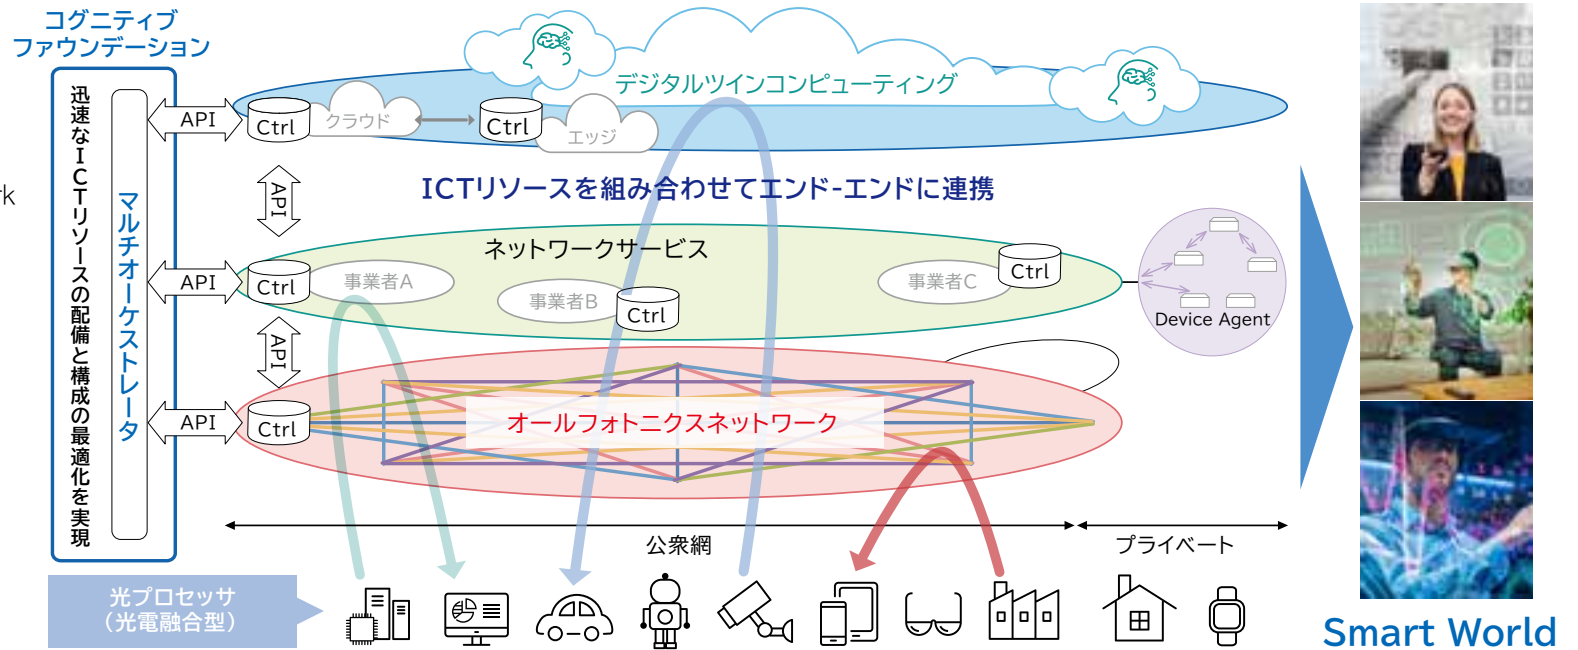 コグニティブ
ファウンデーション
迅速なICTリソースの配備と構成の最適化を実現
マルチオーケストレータ
rk
API
Ctrl
クラウド
Ctrl
エッジ
デジタルツインコンピューティング
API
ICTリソースを組み合わせてエンド-エンドに連携
API
Ctrl
ネットワークサービス
事業者A
事業者B
Ctrl
事業者C
Ctrl
Device Agent
API
API
Ctrl
オールフォトニクスネットワーク
公衆網
プライベート
光プロセッサ
（光電融合型）
Smart World